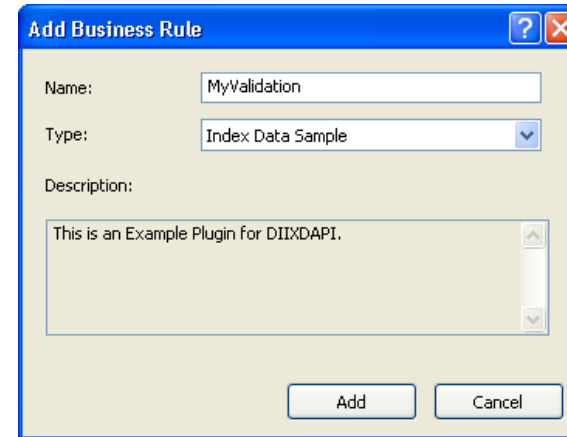 Add Business Rule
?
Name:
MyValidation
Type:
Index Data Sample
Description:
This is an Example Plugin for DIIXDAPI.
Add
Cancel